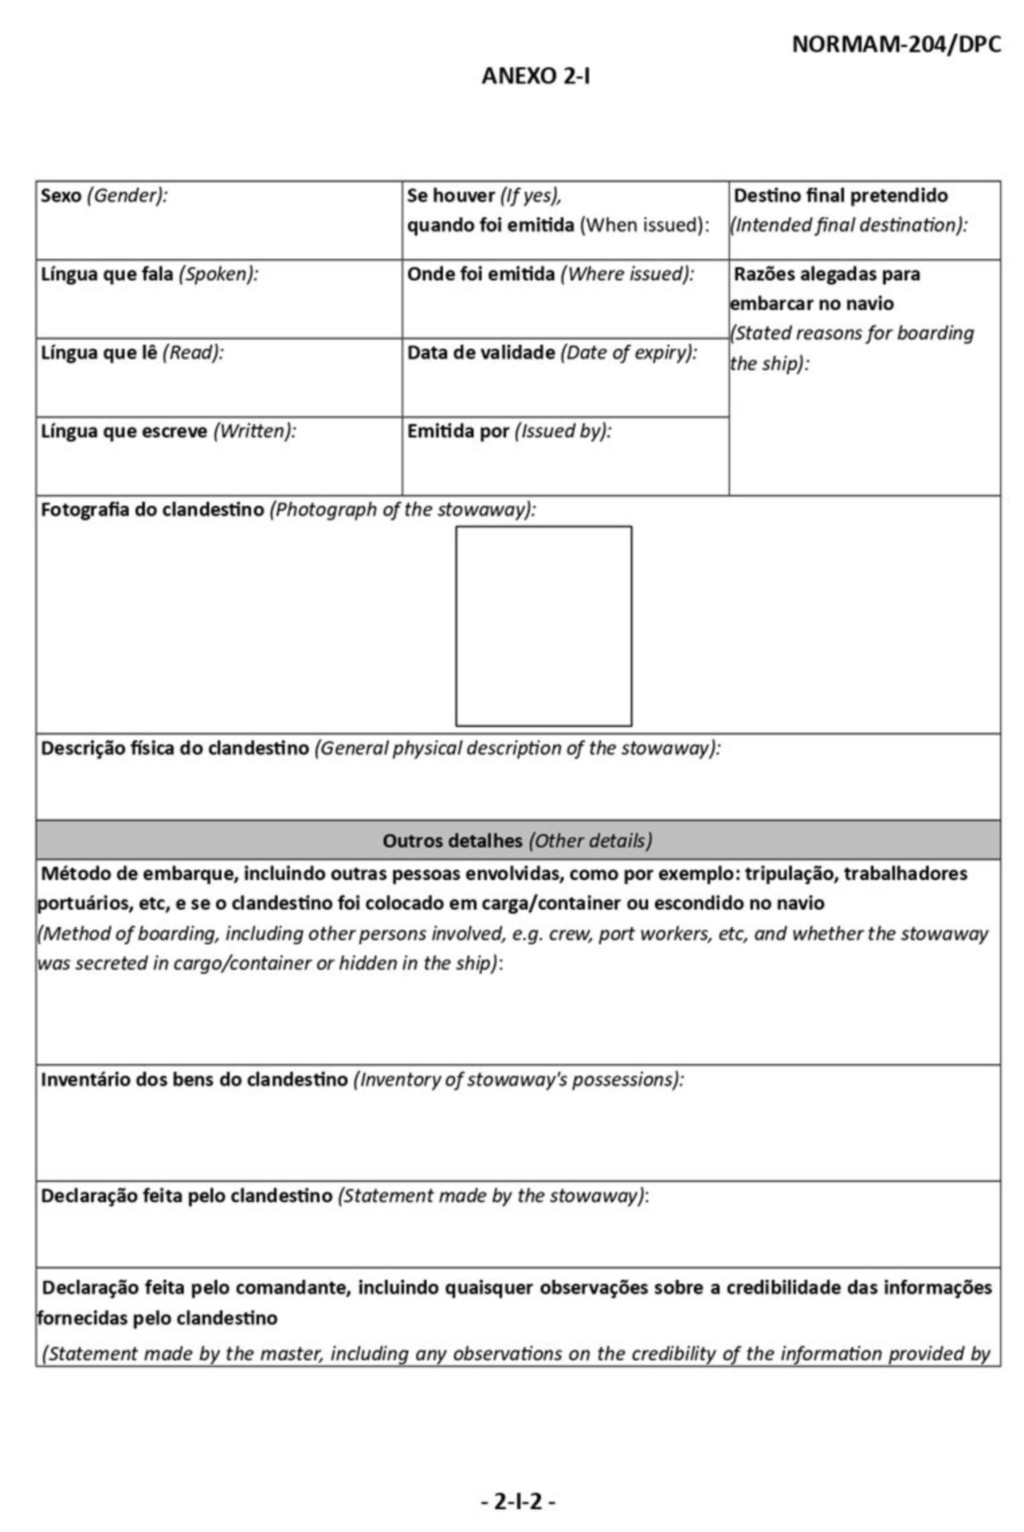 NORMAM-204/DPC
ANEXO 2-I
Sexo (Gender):
Se houver (If yes),
quando foi emitida (When issued):
Destino final pretendido
(Intended final destination):
Língua que fala (Spoken):
Onde foi emitida (Where issued):
Razões alegadas para
embarcar no navio
(Stated reasons for boarding
the ship):
Língua que lê (Read):
Data de validade (Date of expiry):
Língua que escreve (Written):
Emitida por (Issued by):
Fotografia do clandestino (Photograph of the stowaway):
Descrição física do clandestino (General physical description of the stowaway):
Outros detalhes (Other details)
Método de embarque, incluindo outras pessoas envolvidas, como por exemplo: tripulação, trabalhadores
portuários, etc, e se o clandestino foi colocado em carga/container ou escondido no navio
(Method of boarding, including other persons involved, e.g. crew, port workers, etc, and whether the stowaway
was secreted in cargo/container or hidden in the ship):
Inventário dos bens do clandestino (Inventory of stowaway's possessions):
Declaração feita pelo clandestino (Statement made by the stowaway):
Declaração feita pelo comandante, incluindo quaisquer observações sobre a credibilidade das informações
fornecidas pelo clandestino
(Statement made by the master, including any observations on the credibility of the information provided by
- 2-I-2 -